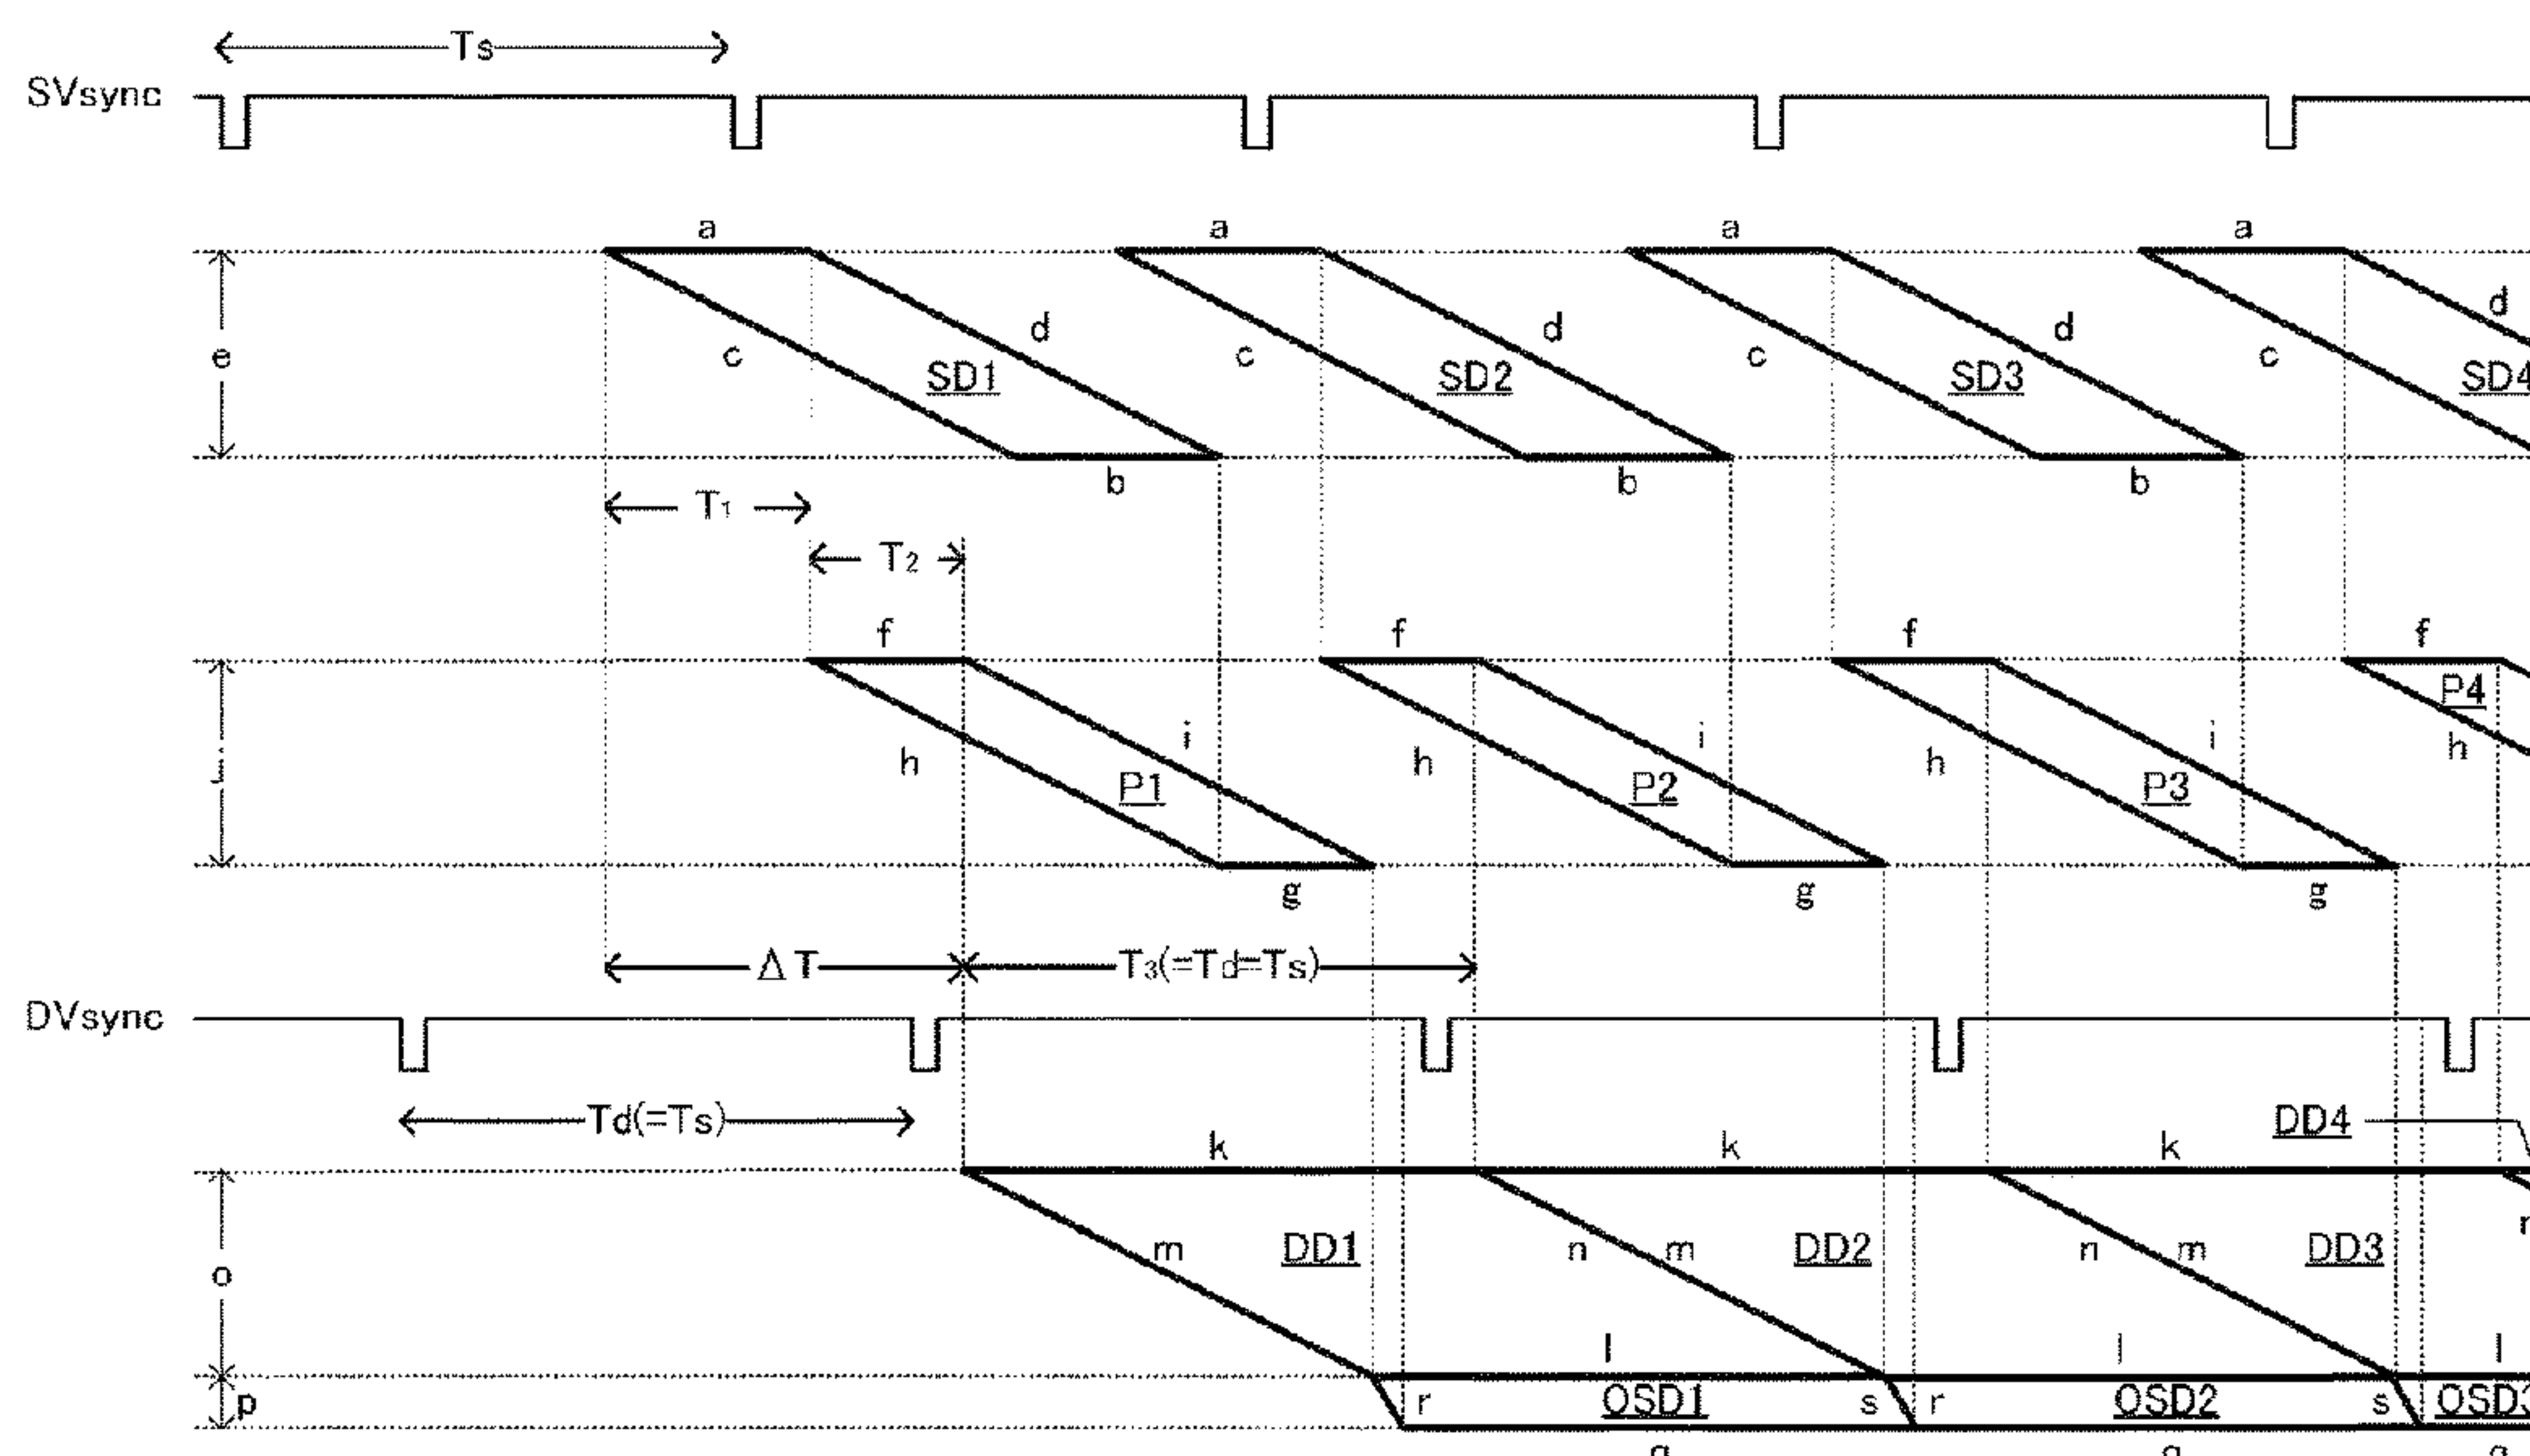 Ts
SVsync
a a a a
d d d d
e c c c c
SD1 SD2 SD3 SD4
b b b
T1
T2
f f f f
P4
i i i
j h h h h
P1 P2 P3
g g g
ΔT T3(=Td=Ts)
DVsync
Td(=Ts) DD4
k k k
o m DD1 n m DD2 n m DD3
l l l
p r OSD1 s r OSD2 s OSD3
q q q